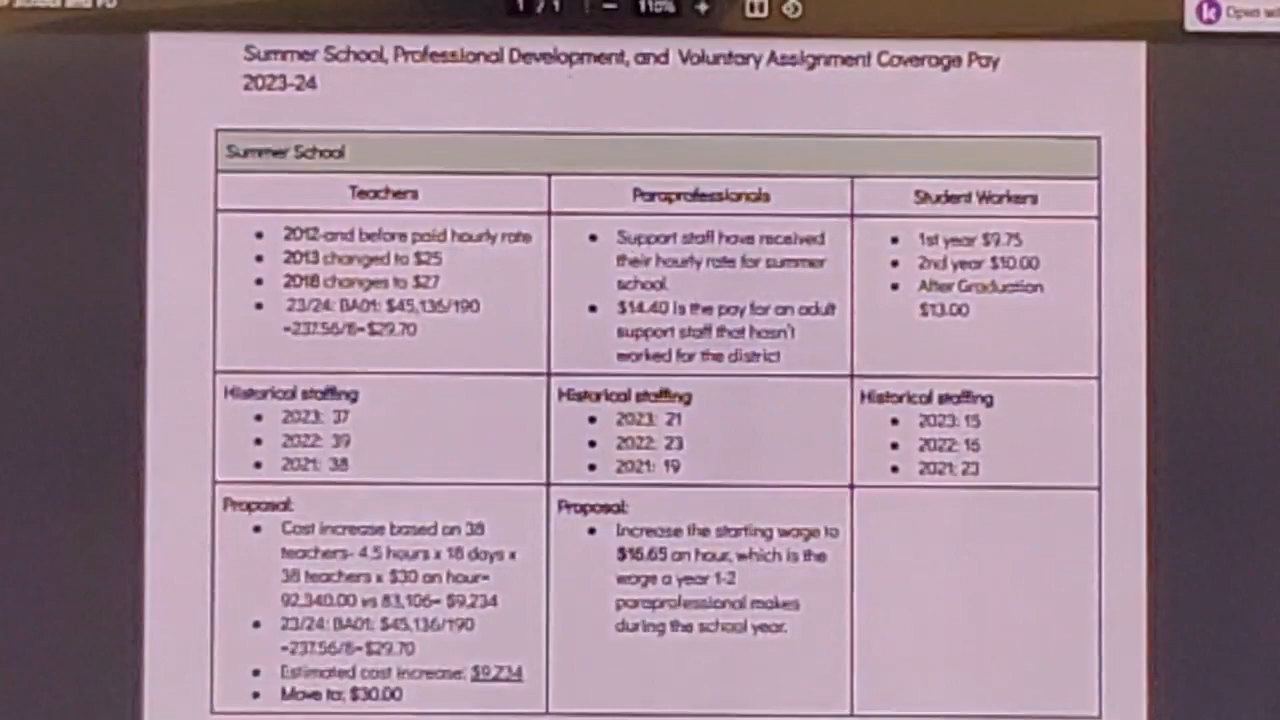 1 / 1
110%
Summer School, Professional Development, and Voluntary Assignment Coverage Pay
2023-24
Summer School
Teachers
2012 and before paid hourly rate
2013 changed to $25
2018 changes to $27
23/24: BA01: $45,136/190
=237.56/8=$29.70
Paraprofessionals
Support staff have received
their hourly rate for summer
school.
$14.40 is the pay for an adult
support staff that hasn't
worked for the district
Student Workers
1st year $9.75
2nd year $10.00
After Graduation
$13.00
Historical staffing
2023: 37
2022: 39
2021: 38
Historical staffing
2023: 21
2022: 23
2021: 19
Historical staffing
2023: 15
2022: 16
2021: 23
Proposal:
Cost increase based on 38
teachers- 4.5 hours x 18 days x
38 teachers x $30 an hour=
92,340.00 vs 83,106= $9,234
23/24: BA01: $45,136/190
=237.56/8=$29.70
Estimated cost increase: $9,234
Move to: $30.00
Proposal:
Increase the starting wage to
$16.65 an hour, which is the
wage a year 1-2
paraprofessional makes
during the school year.
Open